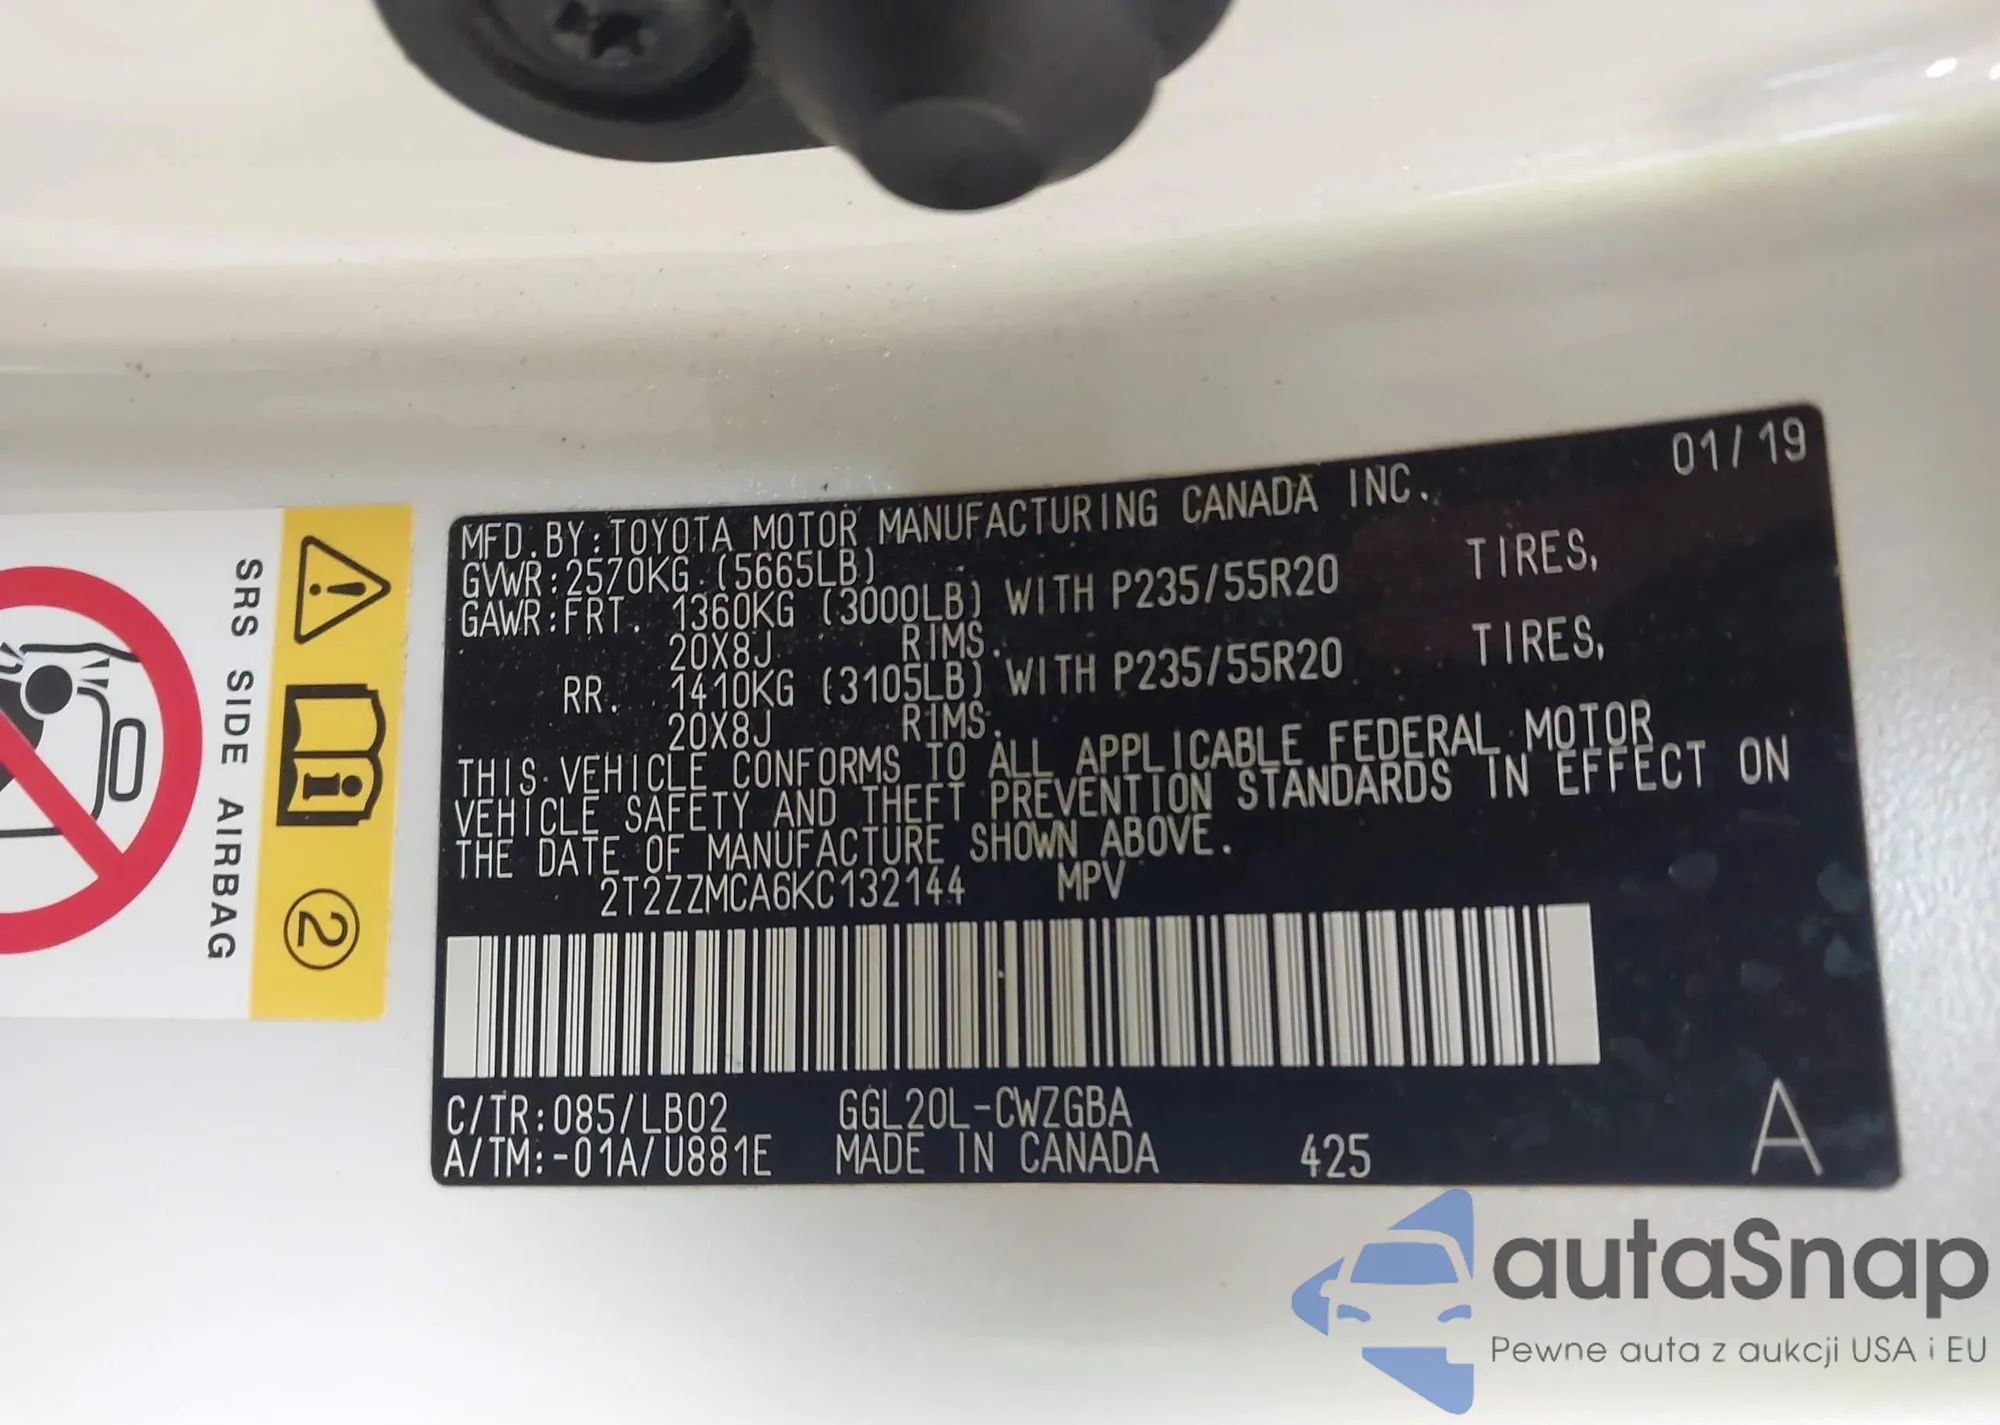 01/19
MFD. BY: TOYOTA MOTOR MANUFACTURING CANADA INC.
GVWR: 2570KG (5665LB)
GAWR: FRT. 1360KG (3000LB) WITH P235/55R20 TIRES,
20X8J RIMS.
RR. 1410KG (3105LB) WITH P235/55R20 TIRES,
20X8J RIMS.
THIS VEHICLE CONFORMS TO ALL APPLICABLE FEDERAL MOTOR
VEHICLE SAFETY AND THEFT PREVENTION STANDARDS IN EFFECT ON
THE DATE OF MANUFACTURE SHOWN ABOVE.
2T2ZZMCA6KC132144 MPV
C/TR: 085/LB02 GGL20L-CWZGBA
A/TM: -01A/U881E MADE IN CANADA 425 A
SRS SIDE AIRBAG
2
autaSnap
Pewne auta z aukcji USA i EU